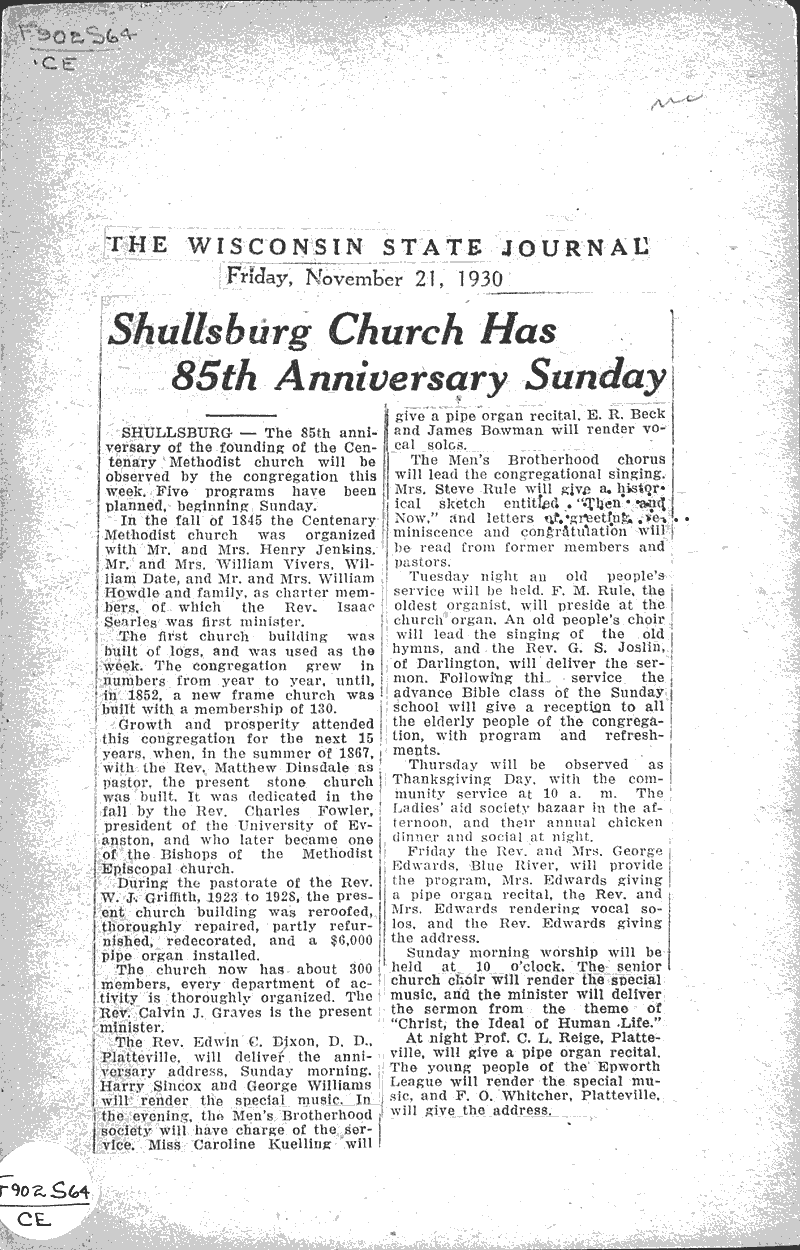 F902S64
CE
THE WISCONSIN STATE JOURNAL
Friday, November 21, 1930
Shullsburg Church Has
85th Anniversary Sunday
SHULLSBURG — The 85th anni-
versary of the founding of the Cen-
tenary Methodist church will be
observed by the congregation this
week. Five programs have been
planned, beginning Sunday.
In the fall of 1845 the Centenary
Methodist church was organized
with Mr. and Mrs. Henry Jenkins,
Mr. and Mrs. William Vivers, Wil-
liam Date, and Mr. and Mrs. William
Howdle and family, as charter mem-
bers, of which the Rev. Isaac
Searles was first minister.
The first church building was
built of logs, and was used as the
week. The congregation grew in
numbers from year to year, until,
in 1852, a new frame church was
built with a membership of 130.
Growth and prosperity attended
this congregation for the next 15
years, when, in the summer of 1867,
with the Rev. Matthew Dinsdale as
pastor, the present stone church
was built. It was dedicated in the
fall by the Rev. Charles Fowler,
president of the University of Ev-
anston, and who later became one
of the Bishops of the Methodist
Episcopal church.
During the pastorate of the Rev.
W. J. Griffith, 1923 to 1928, the pres-
ent church building was reroofed,
thoroughly repaired, partly refur-
nished, redecorated, and a $6,000
pipe organ installed.
The church now has about 300
members, every department of ac-
tivity is thoroughly organized. The
Rev. Calvin J. Graves is the present
minister.
The Rev. Edwin C. Dixon, D. D.,
Platteville, will deliver the anni-
versary address, Sunday morning.
Harry Sincox and George Williams
will render the special music. In
the evening, the Men's Brotherhood
society will have charge of the ser-
vice. Miss Caroline Kuelling will
give a pipe organ recital, E. R. Beck
and James Bowman will render vo-
cal solos.
The Men's Brotherhood chorus
will lead the congregational singing.
Mrs. Steve Rule will give a histor-
ical sketch entitled "Then and
Now," and letters of greeting, re-
miniscence and congratulation will
be read from former members and
pastors.
Tuesday night an old people's
service will be held. F. M. Rule, the
oldest organist, will preside at the
church organ. An old people's choir
will lead the singing of the old
hymns, and the Rev. G. S. Joslin,
of Darlington, will deliver the ser-
mon. Following thi service the
advance Bible class of the Sunday
school will give a reception to all
the elderly people of the congrega-
tion, with program and refresh-
ments.
Thursday will be observed as
Thanksgiving Day, with the com-
munity service at 10 a. m. The
Ladies' aid society bazaar in the af-
ternoon, and their annual chicken
dinner and social at night.
Friday the Rev. and Mrs. George
Edwards, Blue River, will provide
the program, Mrs. Edwards giving
a pipe organ recital, the Rev. and
Mrs. Edwards rendering vocal so-
los, and the Rev. Edwards giving
the address.
Sunday morning worship will be
held at 10 o'clock. The senior
church choir will render the special
music, and the minister will deliver
the sermon from the theme of
"Christ, the Ideal of Human Life."
At night Prof. C. L. Reige, Platte-
ville, will give a pipe organ recital.
The young people of the Epworth
League will render the special mu-
sic, and F. O. Whitcher, Platteville,
will give the address.
F902S64
CE